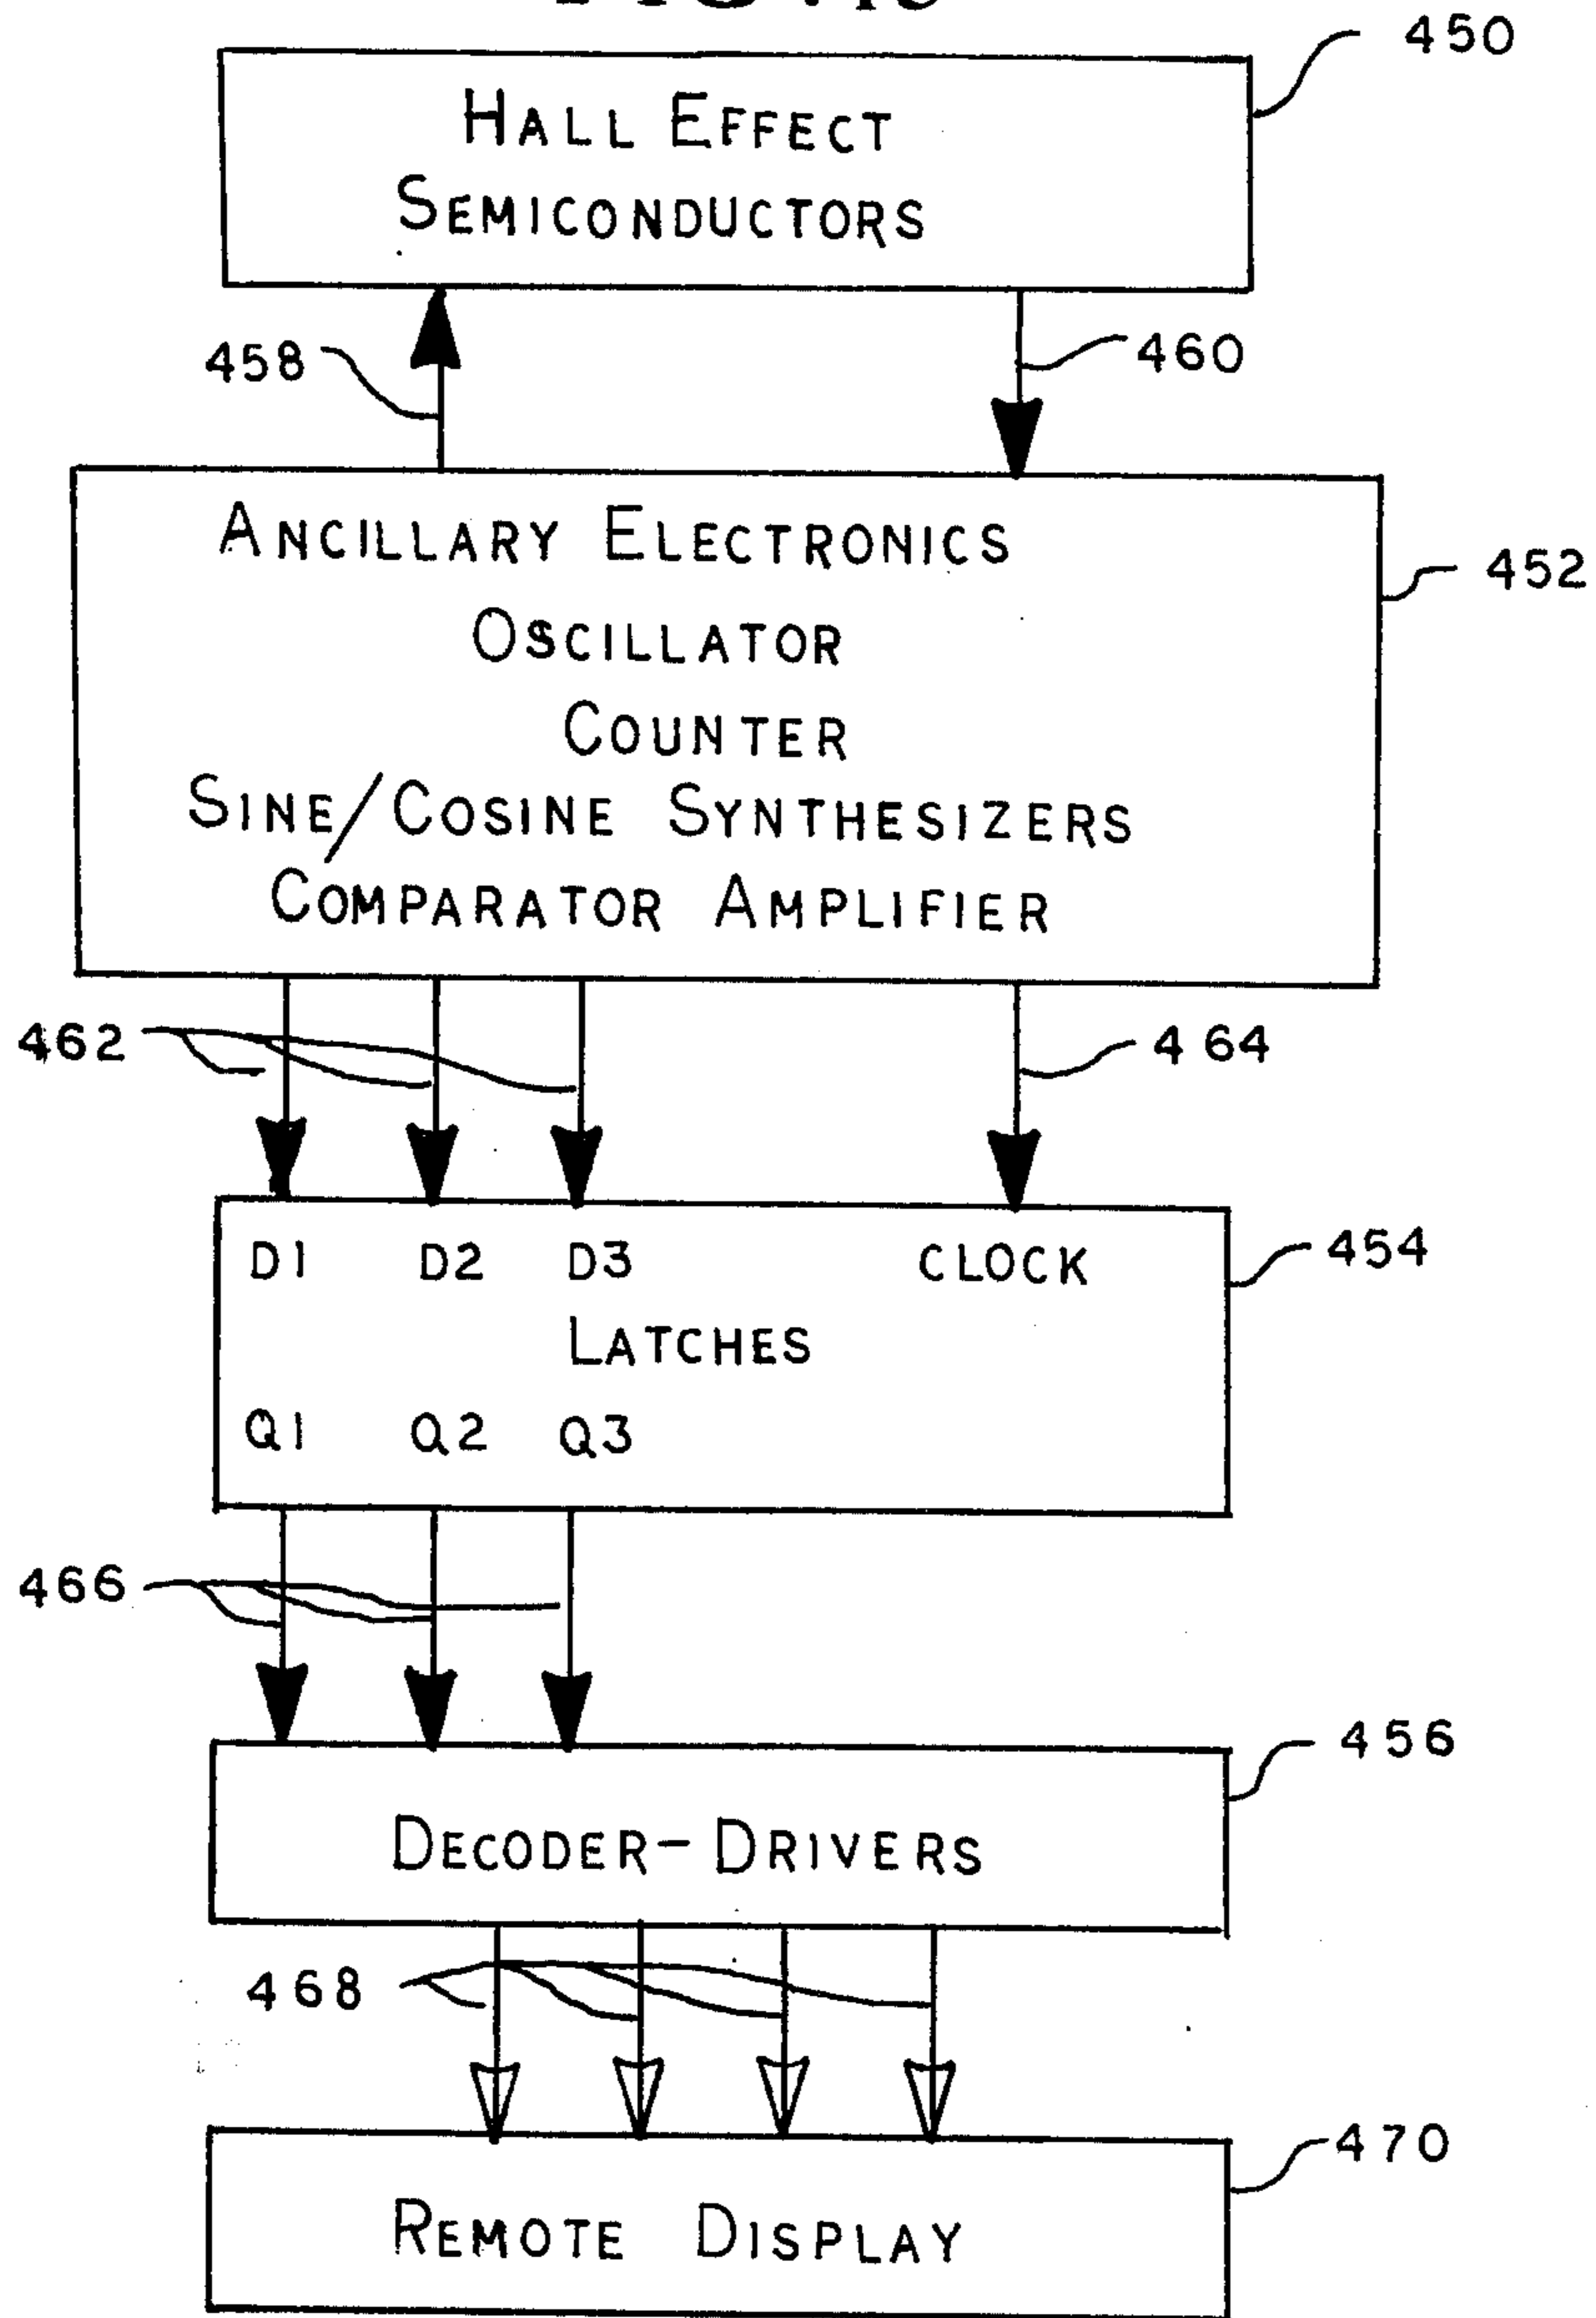 450
HALL EFFECT
SEMICONDUCTORS
458
460
ANCILLARY ELECTRONICS
452
OSCILLATOR
COUNTER
SINE/COSINE SYNTHESIZERS
COMPARATOR AMPLIFIER
462
464
D1 D2 D3 CLOCK
454
LATCHES
Q1 Q2 Q3
466
456
DECODER-DRIVERS
468
470
REMOTE DISPLAY